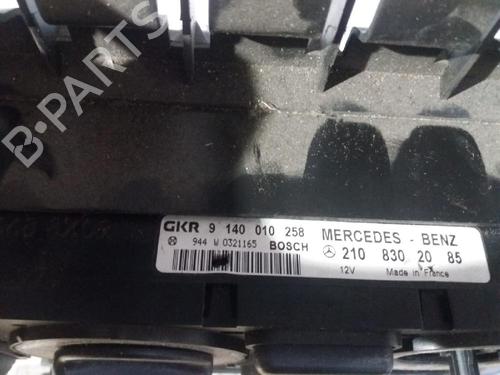 B-PARTS
GKR 9 140 010 258
944 W 0321165 BOSCH
MERCEDES - BENZ
210 830 20 85
12V Made in France